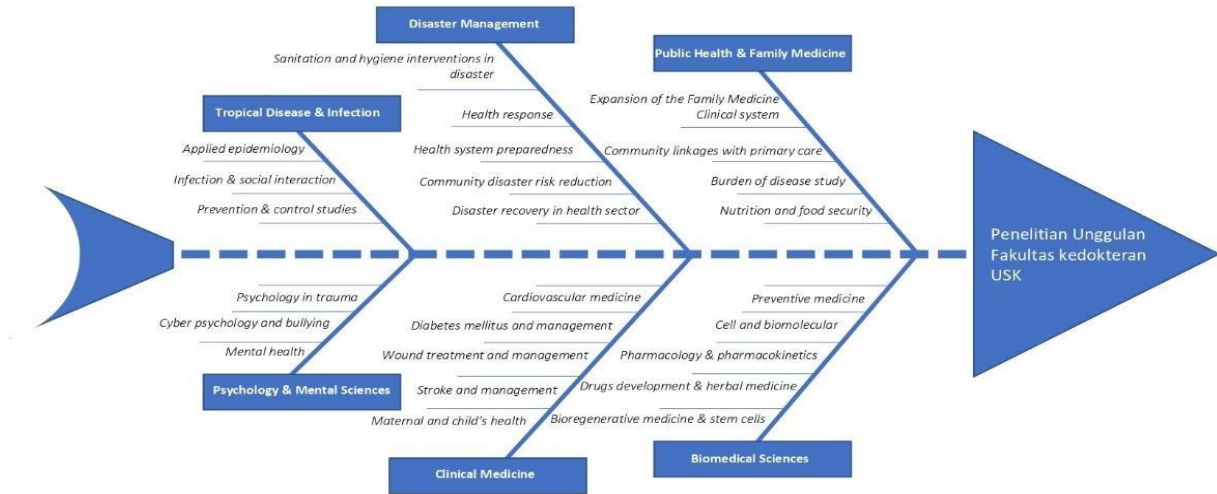 Disaster Management
Sanitation and hygiene interventions in
disaster
Health response
Health system preparedness
Community disaster risk reduction
Disaster recovery in health sector
Public Health & Family Medicine
Expansion of the Family Medicine
Clinical system
Community linkages with primary care
Burden of disease study
Nutrition and food security
Tropical Disease & Infection
Applied epidemiology
Infection & social interaction
Prevention & control studies
Penelitian Unggulan
Fakultas kedokteran
USK
Psychology in trauma
Cyber psychology and bullying
Mental health
Psychology & Mental Sciences
Cardiovascular medicine
Diabetes mellitus and management
Wound treatment and management
Stroke and management
Maternal and child's health
Clinical Medicine
Preventive medicine
Cell and biomolecular
Pharmacology & pharmacokinetics
Drugs development & herbal medicine
Bioregenerative medicine & stem cells
Biomedical Sciences